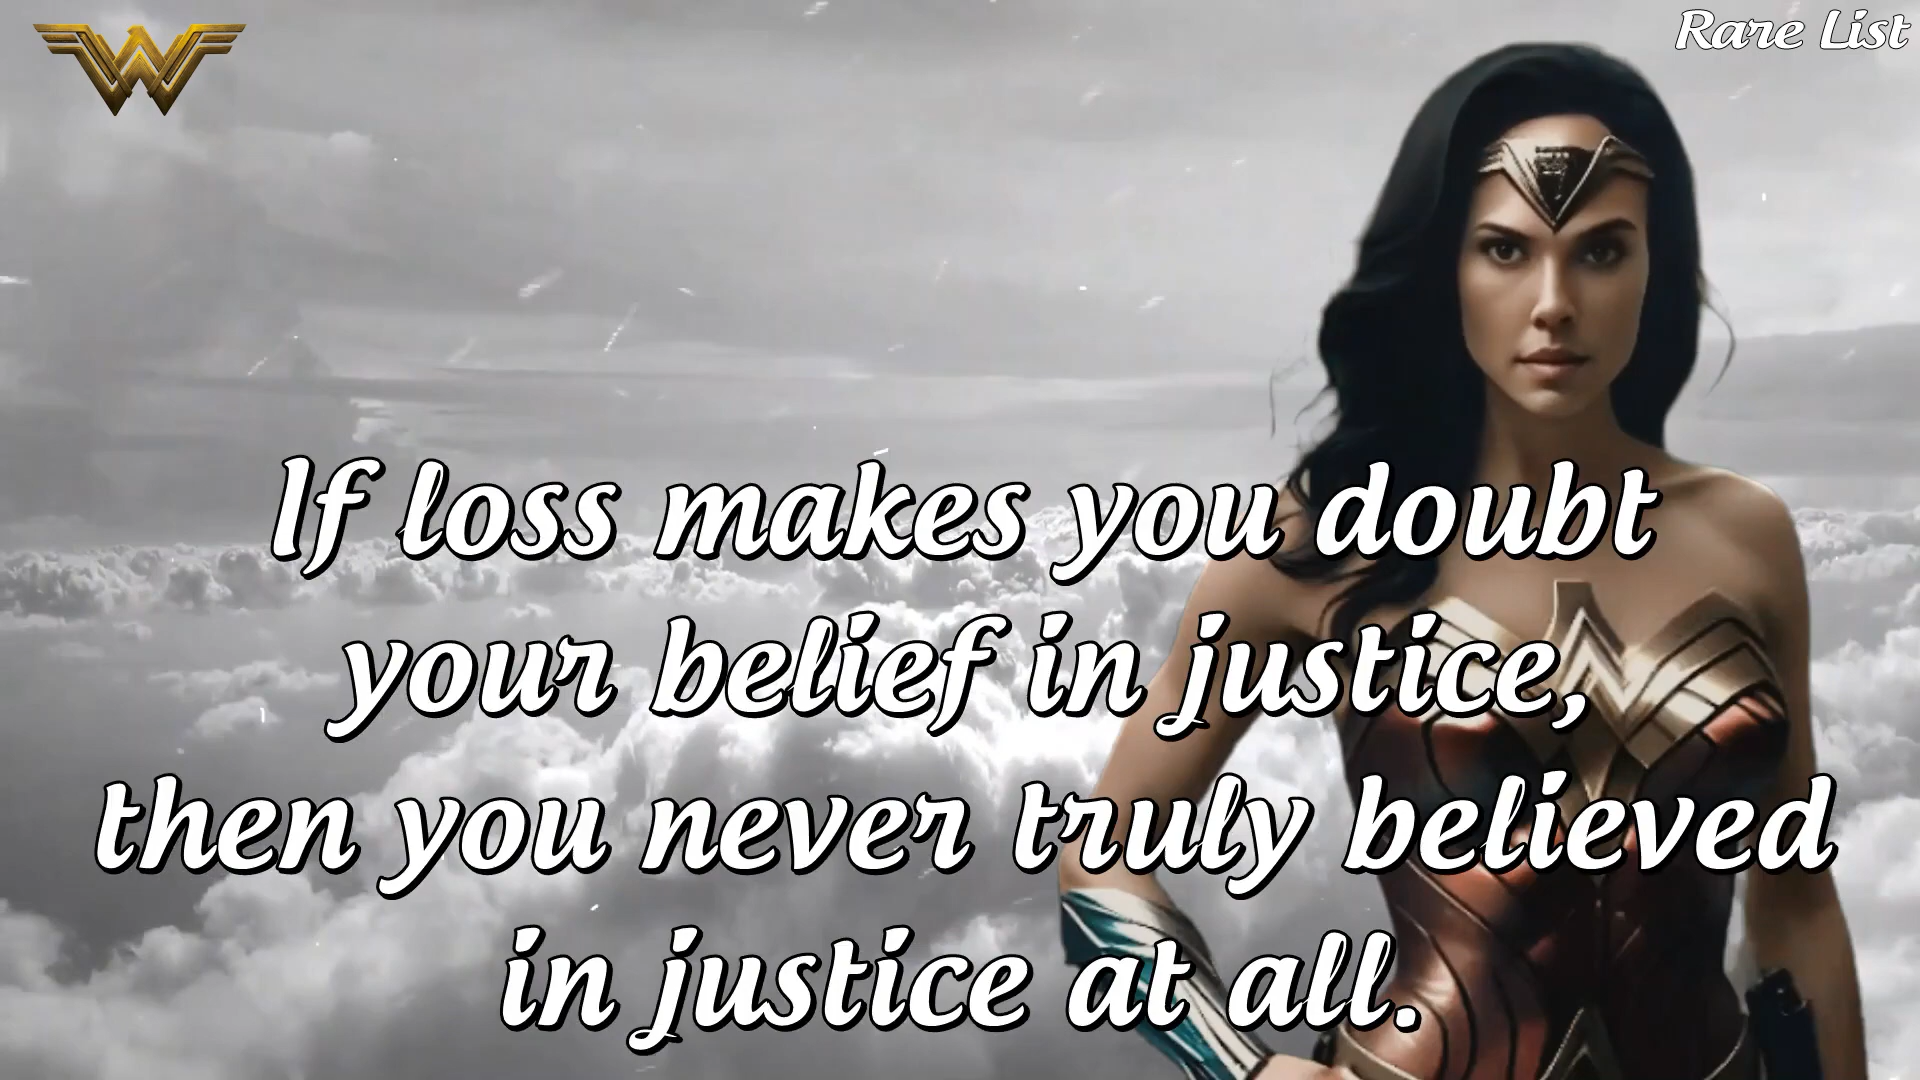 Rare List
If loss makes you doubt
your belief in justice,
then you never truly believed
in justice at all.